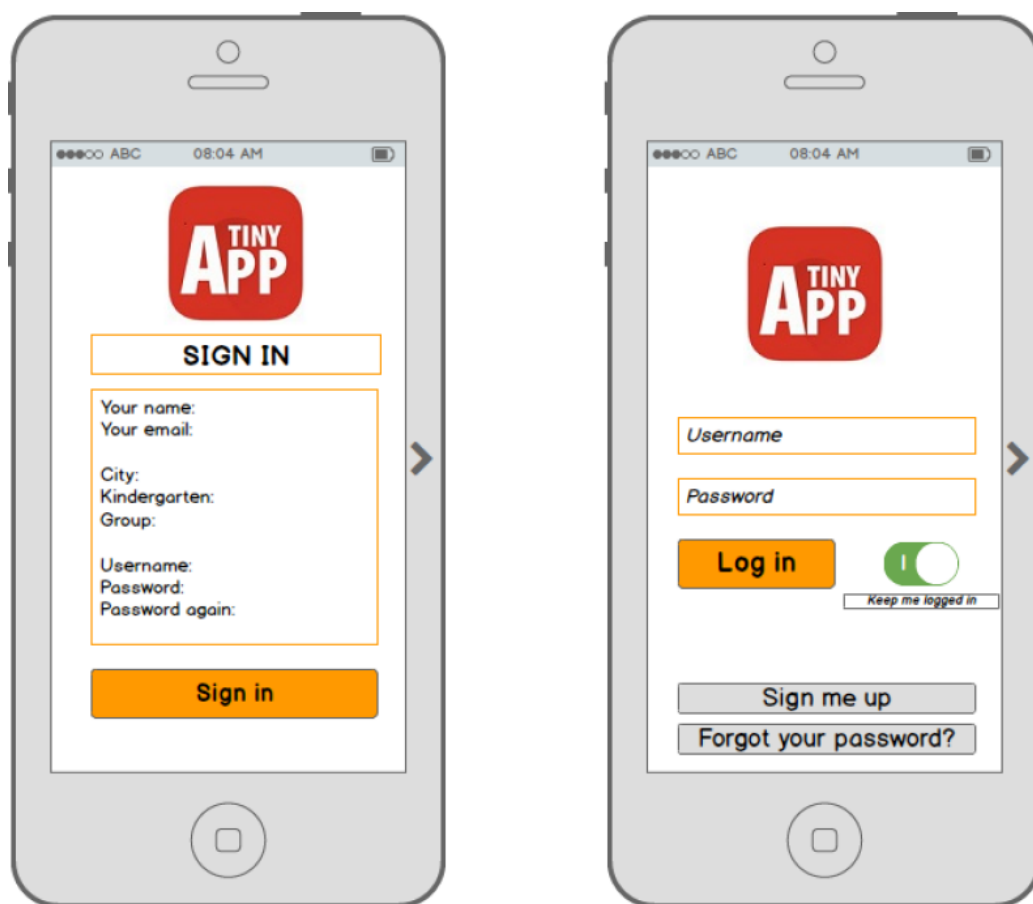 ABC 08:04 AM
TINY
APP
SIGN IN
Your name:
Your email:
City:
Kindergarten:
Group:
Username:
Password:
Password again:
Sign in
ABC 08:04 AM
TINY
APP
Username
Password
Log in
I
Keep me logged in
Sign me up
Forgot your password?